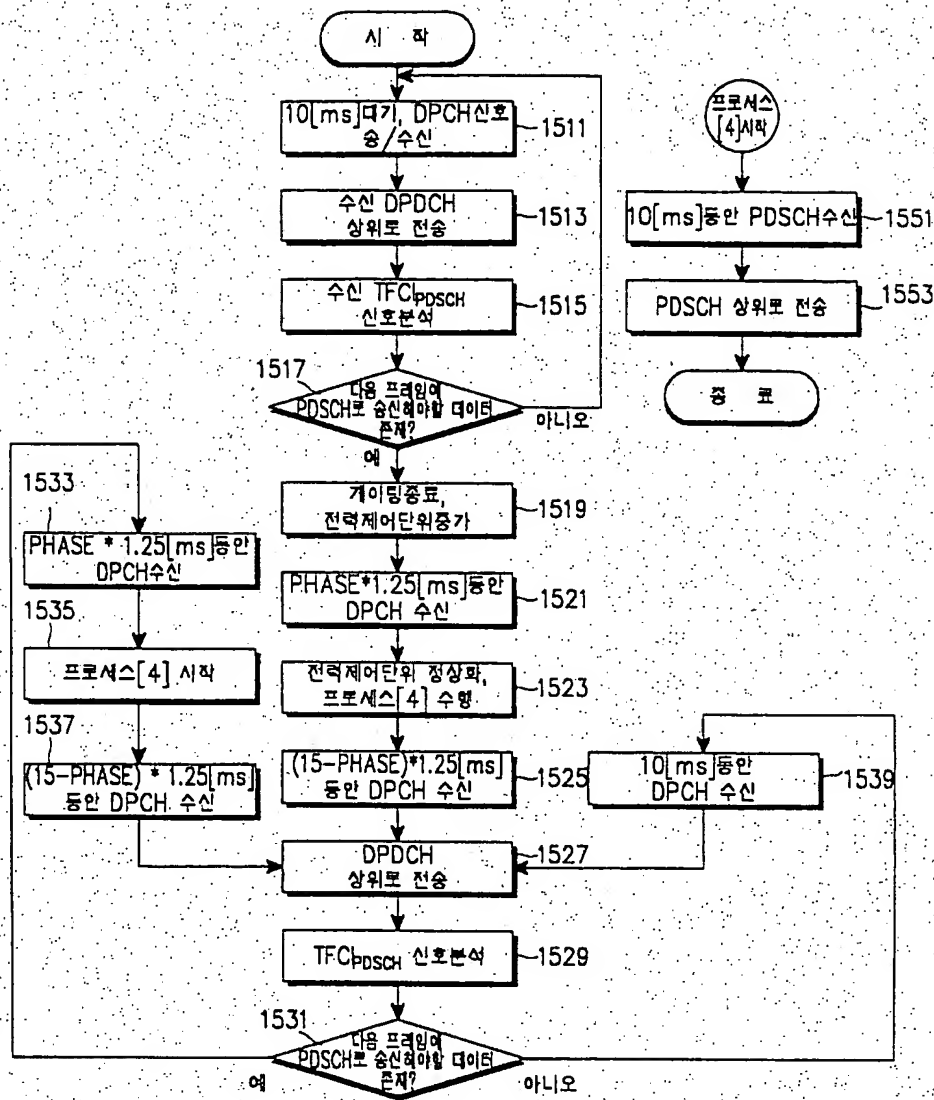 시 작
10[ms]대기, DPCH신호
송/수신
1511
수신 DPDCH
상위로 전송
1513
수신 TFCI PDSCH
신호분석
1515
1517
다음 프레임에
PDSCH로 송신해야할 데이터
존재?
아니오
예
게이팅종료,
전력제어단위증가
1519
PHASE*1.25[ms]동안
DPCH 수신
1521
전력제어단위 정상화,
프로세스[4] 수행
1523
(15-PHASE)*1.25[ms]
동안 DPCH 수신
1525
DPDCH
상위로 전송
1527
TFCI PDSCH 신호분석
1529
1531
다음 프레임에
PDSCH로 송신해야할 데이터
존재?
예
아니오
1533
PHASE * 1.25[ms]동안
DPCH수신
1535
프로세스[4] 시작
1537
(15-PHASE) * 1.25[ms]
동안 DPCH. 수신
10[ms]동안
DPCH 수신
1539
프로세스
[4]시작
10[ms]동안 PDSCH수신
1551
PDSCH 상위로 전송
1553
종 료